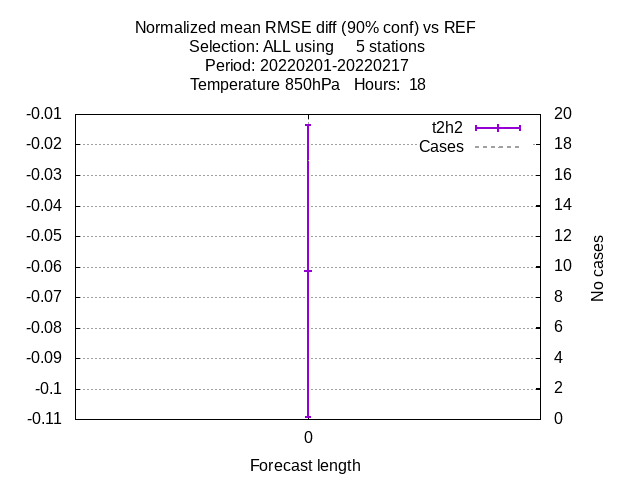 Normalized mean RMSE diff (90% conf) vs REF
Selection: ALL using     5 stations
Period: 20220201-20220217
Temperature 850hPa   Hours:  18
t2h2
Cases
-0.01
-0.02
-0.03
-0.04
-0.05
-0.06
-0.07
-0.08
-0.09
-0.1
-0.11
20
18
16
14
12
10
8
6
4
2
0
No cases
0
Forecast length